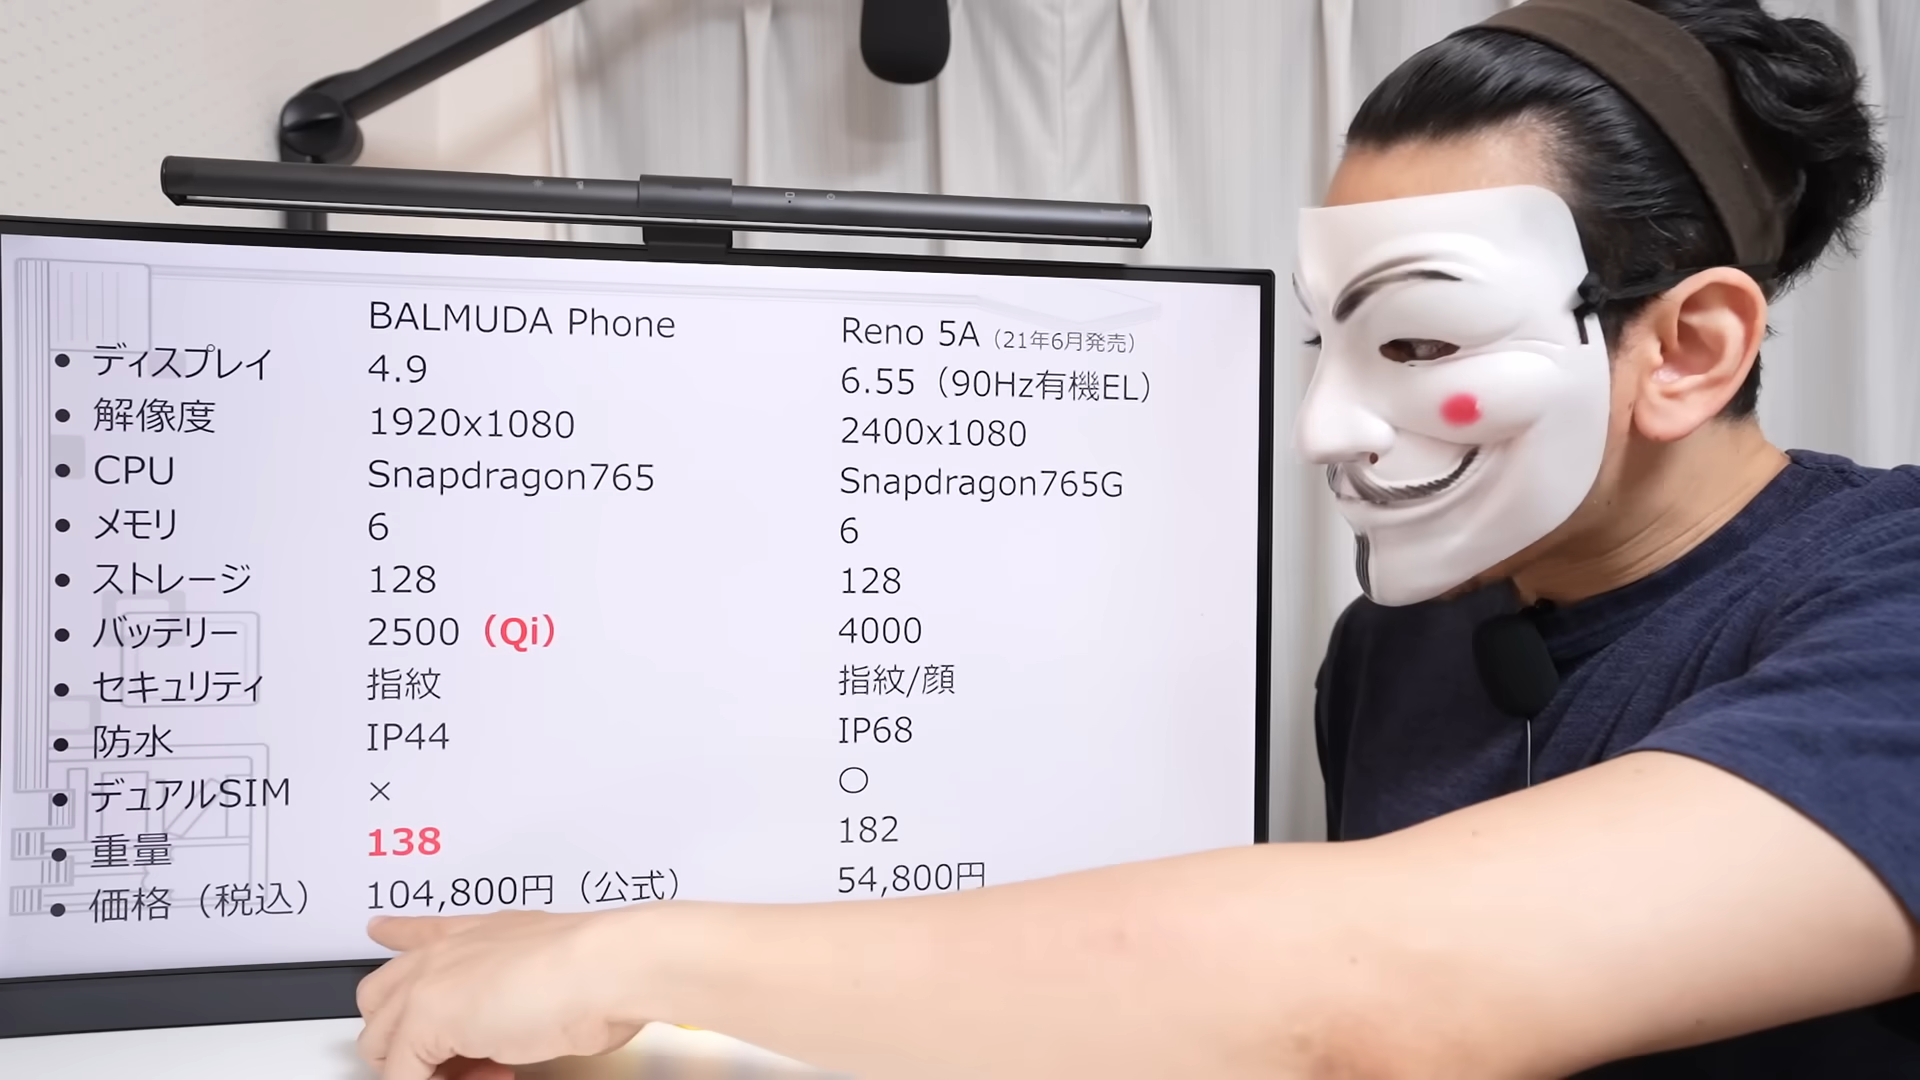 BALMUDA Phone Reno 5A（21年6月発売）
• ディスプレイ 4.9 6.55（90Hz有機EL）
• 解像度 1920x1080 2400x1080
• CPU Snapdragon765 Snapdragon765G
• メモリ 6 6
• ストレージ 128 128
• バッテリー 2500（Qi） 4000
• セキュリティ 指紋 指紋/顔
• 防水 IP44 IP68
• デュアルSIM × 〇
• 重量 138 182
• 価格（税込） 104,800円（公式） 54,800円